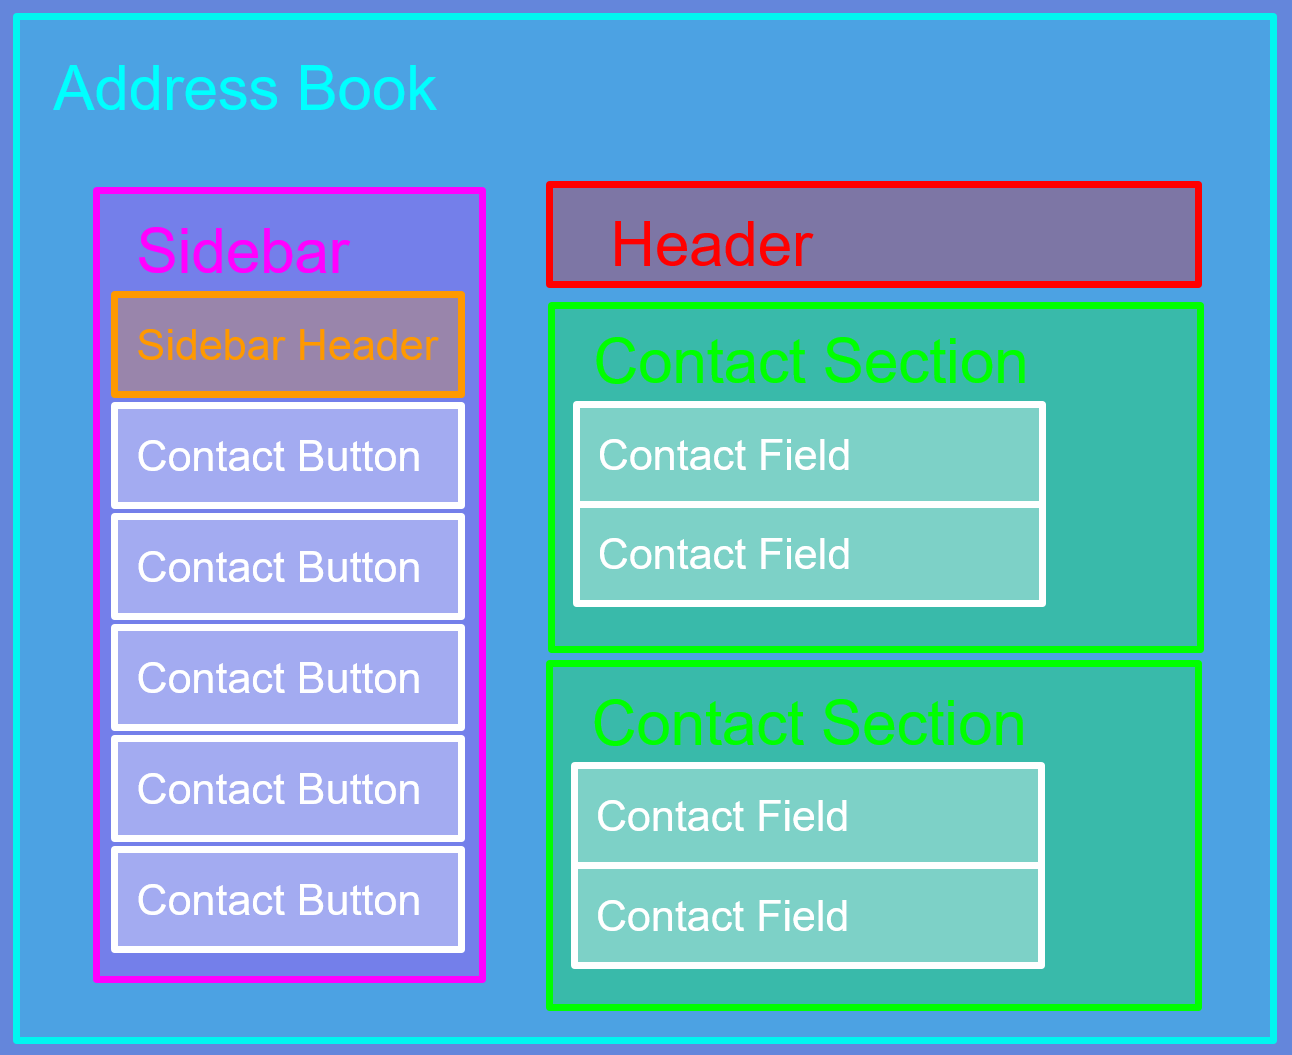 Address Book
Sidebar
Sidebar Header
Contact Button
Contact Button
Contact Button
Contact Button
Contact Button
Header
Contact Section
Contact Field
Contact Field
Contact Section
Contact Field
Contact Field